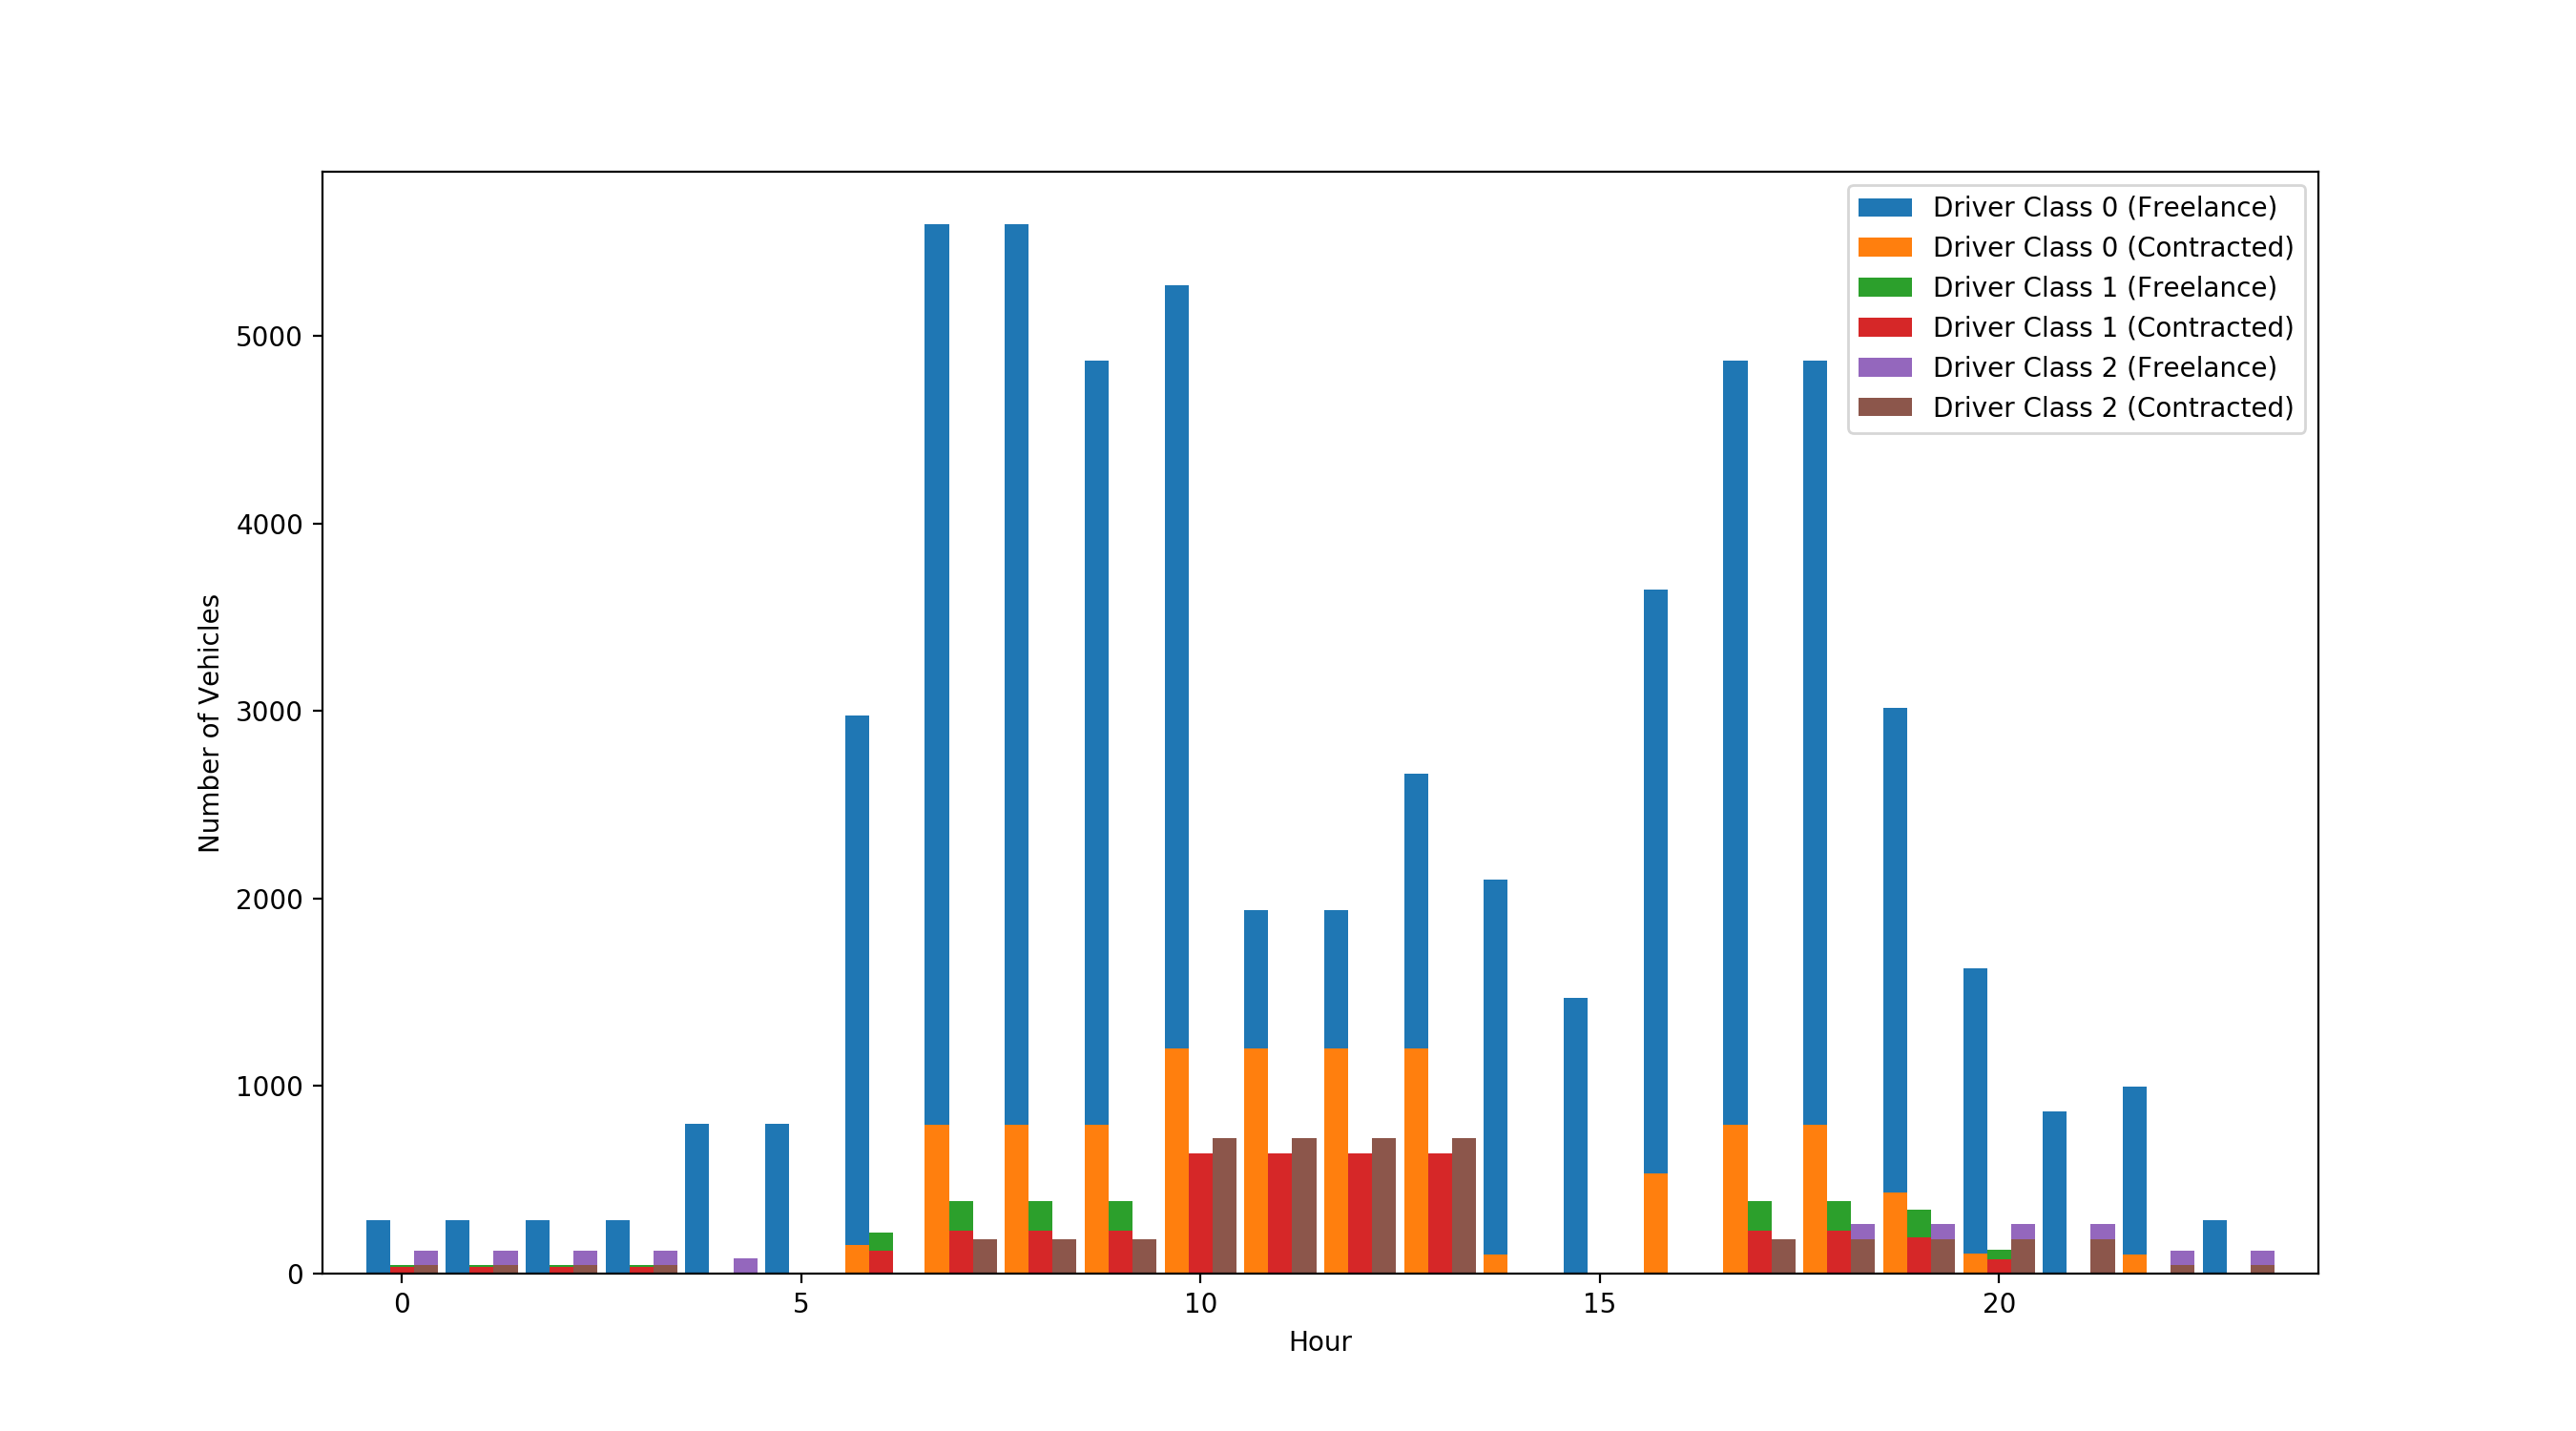 Driver Class 0 (Freelance)
Driver Class 0 (Contracted)
Driver Class 1 (Freelance)
Driver Class 1 (Contracted)
Driver Class 2 (Freelance)
Driver Class 2 (Contracted)
Number of Vehicles
5000
4000
3000
2000
1000
0
0 5 10 15 20
Hour